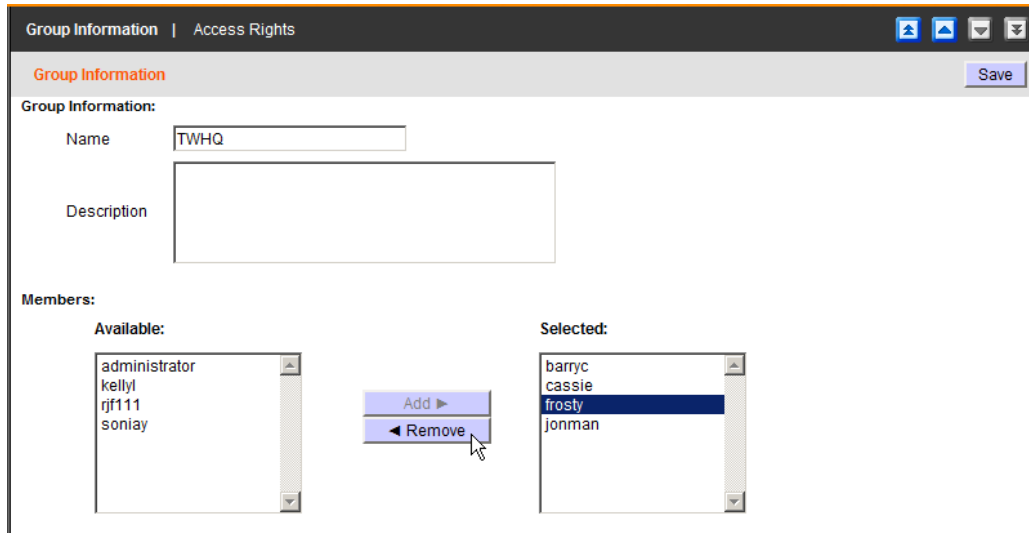 Group Information | Access Rights
Group Information
Save
Group Information:
Name
TWHQ
Description
Members:
Available:
Selected:
administrator
kellyl
rjf111
soniay
Add ►
◄ Remove
barryc
cassie
frosty
jonman